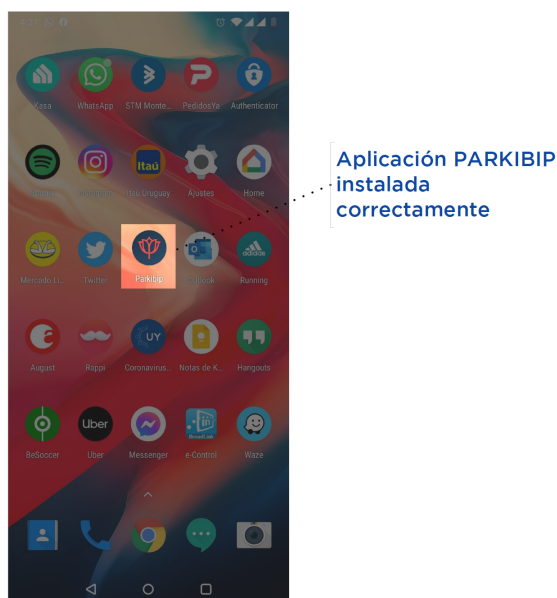 Kasa
WhatsApp
STM Monte...
PedidosYa
Authenticator
Aplicación PARKIBIP
instalada
correctamente
Itaú
Itaú Uruguay
Ajustes
Home
Mercado Li...
Twitter
Parkibip
adidas
Running
UY
August
Rappi
Coronavirus...
Notas de K...
Hangouts
Uber
BeSoccer
Uber
Messenger
e-Control
Waze